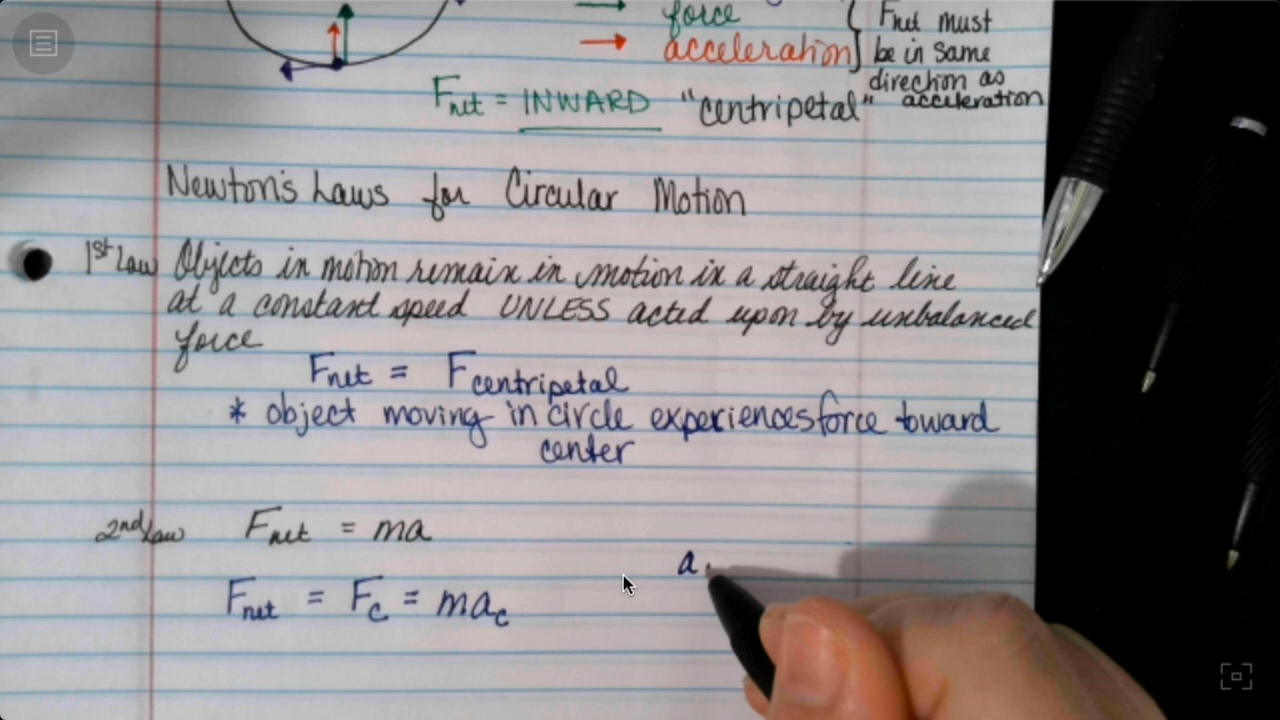 force
acceleration
Fnet must
be in same
direction as
acceleration
Fnet = INWARD "centripetal"
Newton's Laws for Circular Motion
1st Law Objects in motion remain in motion in a straight line
at a constant speed UNLESS acted upon by unbalanced
force
Fnet = Fcentripetal
* object moving in circle experiences force toward
center
2nd Law Fnet = ma
a
Fnet = Fc = mac